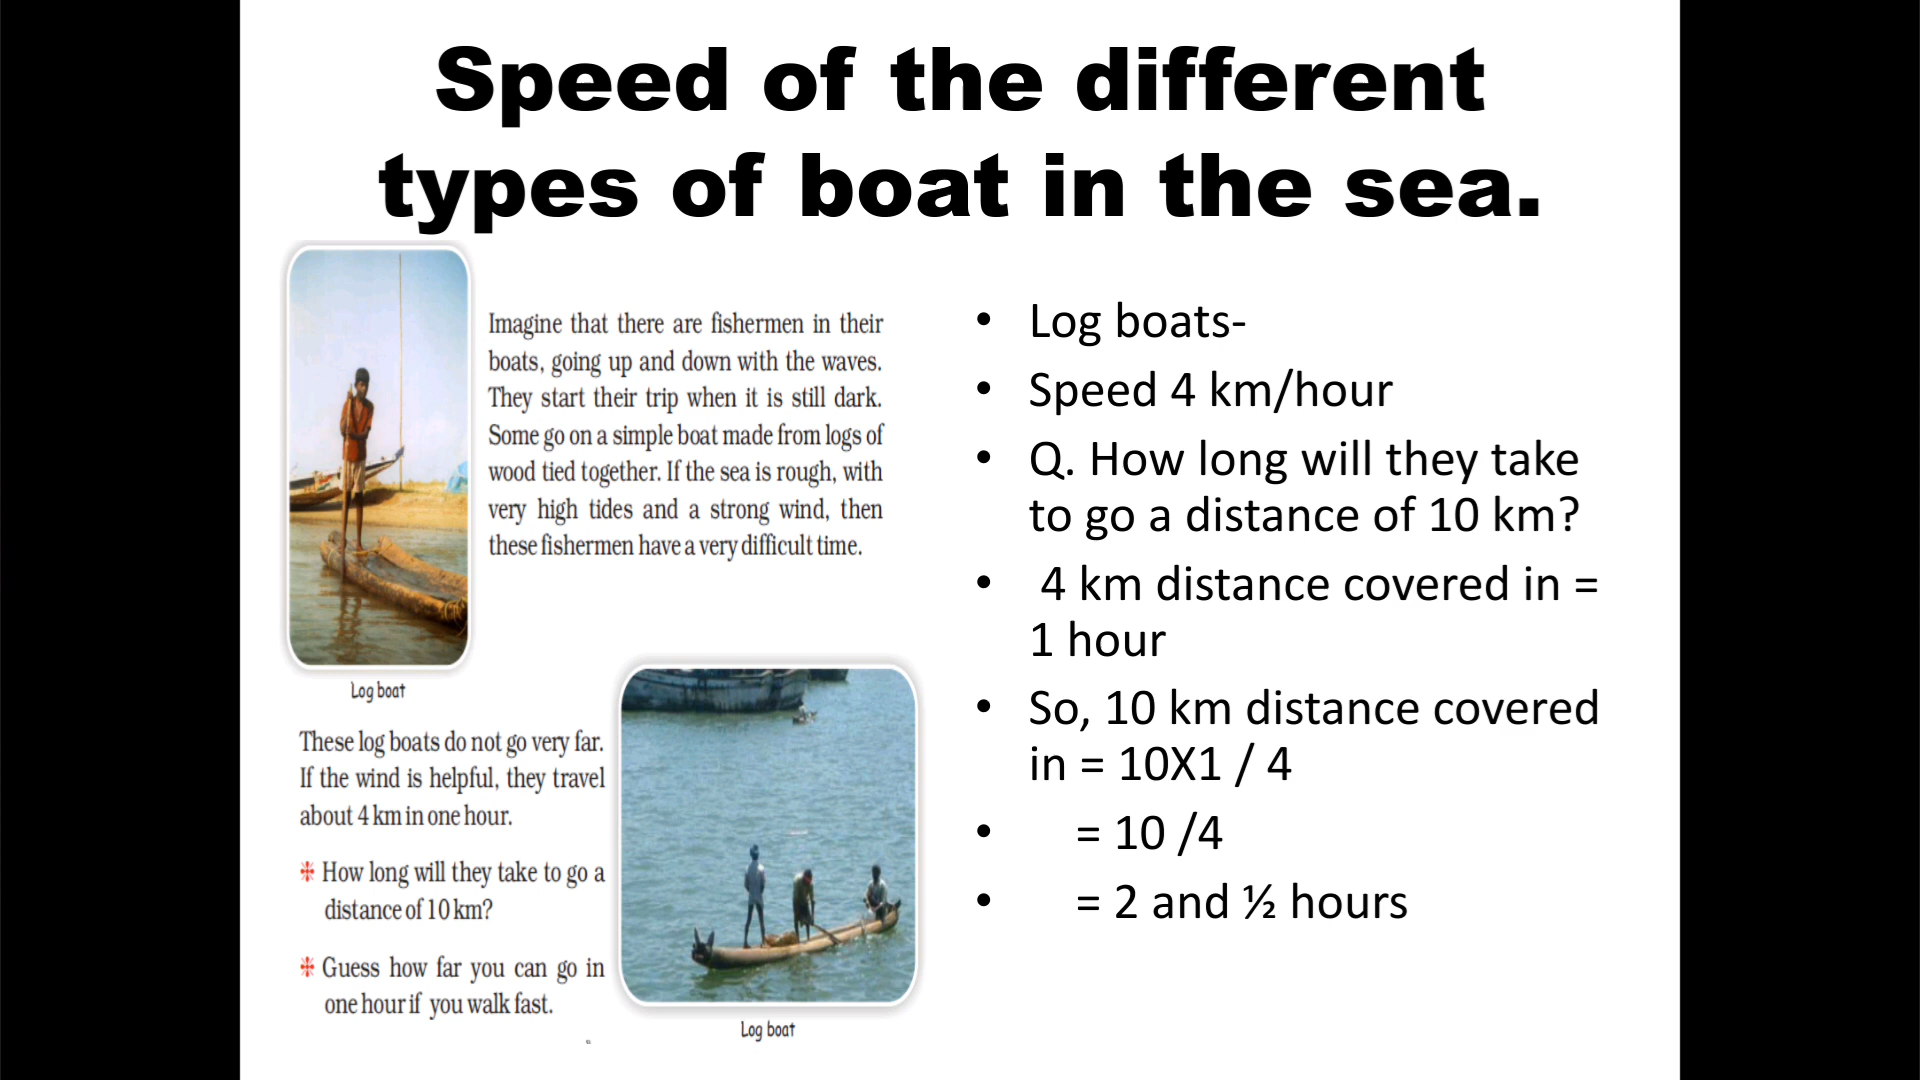 Speed of the different
types of boat in the sea.
Imagine that there are fishermen in their
boats, going up and down with the waves.
They start their trip when it is still dark.
Some go on a simple boat made from logs of
wood tied together. If the sea is rough, with
very high tides and a strong wind, then
these fishermen have a very difficult time.
Log boat
These log boats do not go very far.
If the wind is helpful, they travel
about 4 km in one hour.
How long will they take to go a
distance of 10 km?
Guess how far you can go in
one hour if you walk fast.
Log boat
• Log boats-
• Speed 4 km/hour
• Q. How long will they take
to go a distance of 10 km?
• 4 km distance covered in =
1 hour
• So, 10 km distance covered
in = 10X1 / 4
• = 10 /4
• = 2 and ½ hours